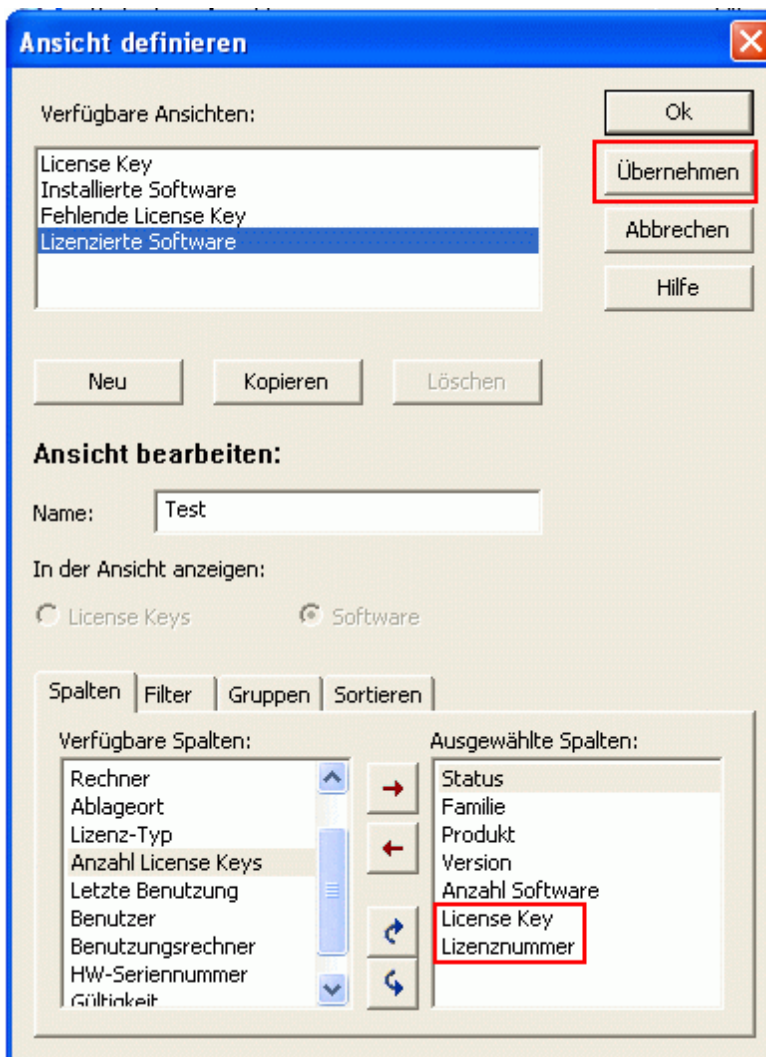 Ansicht definieren
Verfügbare Ansichten:
Ok
License Key
Installierte Software
Fehlende License Key
Lizenzierte Software
Übernehmen
Abbrechen
Hilfe
Neu Kopieren Löschen
Ansicht bearbeiten:
Name: Test
In der Ansicht anzeigen:
License Keys Software
Spalten Filter Gruppen Sortieren
Verfügbare Spalten:
Rechner
Ablageort
Lizenz-Typ
Anzahl License Keys
Letzte Benutzung
Benutzer
Benutzungsrechner
HW-Seriennummer
Gültigkeit
Ausgewählte Spalten:
Status
Familie
Produkt
Version
Anzahl Software
License Key
Lizenznummer